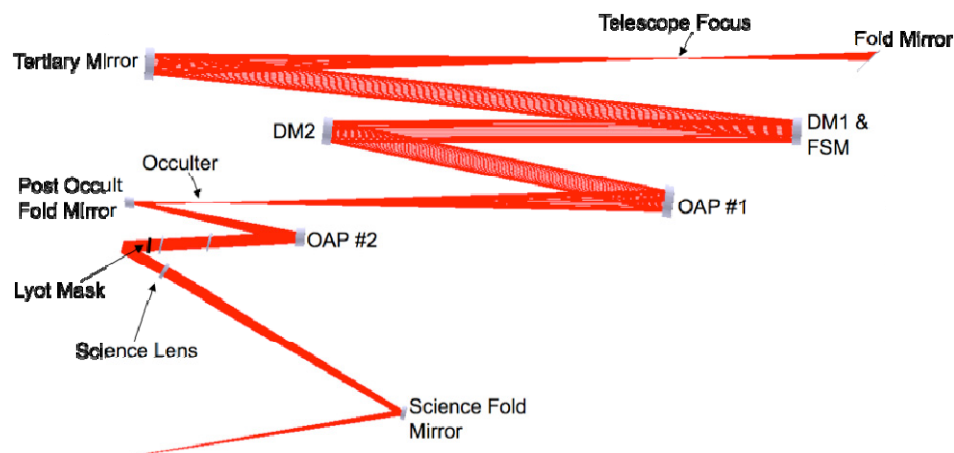 Telescope Focus
Fold Mirror
Tertiary Mirror
DM2
DM1 &
FSM
Occulter
Post Occult
Fold Mirror
OAP #1
OAP #2
Lyot Mask
Science Lens
Science Fold
Mirror